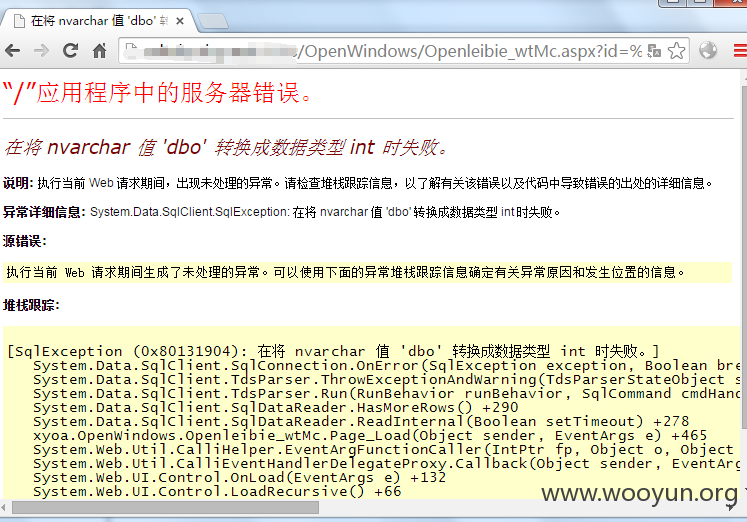 在将 nvarchar 值 'dbo' 转
/OpenWindows/Openleibie_wtMc.aspx?id=%
“/”应用程序中的服务器错误。
在将 nvarchar 值 'dbo' 转换成数据类型 int 时失败。
说明: 执行当前 Web 请求期间，出现未处理的异常。请检查堆栈跟踪信息，以了解有关该错误以及代码中导致错误的出处的详细信息。
异常详细信息: System.Data.SqlClient.SqlException: 在将 nvarchar 值 'dbo' 转换成数据类型 int 时失败。
源错误:
执行当前 Web 请求期间生成了未处理的异常。可以使用下面的异常堆栈跟踪信息确定有关异常原因和发生位置的信息。
堆栈跟踪:
[SqlException (0x80131904): 在将 nvarchar 值 'dbo' 转换成数据类型 int 时失败。]
System.Data.SqlClient.SqlConnection.OnError(SqlException exception, Boolean bre
System.Data.SqlClient.TdsParser.ThrowExceptionAndWarning(TdsParserStateObject s
System.Data.SqlClient.TdsParser.Run(RunBehavior runBehavior, SqlCommand cmdHand
System.Data.SqlClient.SqlDataReader.HasMoreRows() +290
System.Data.SqlClient.SqlDataReader.ReadInternal(Boolean setTimeout) +278
xyoa.OpenWindows.Openleibie_wtMc.Page_Load(Object sender, EventArgs e) +465
System.Web.Util.CalliHelper.EventArgFunctionCaller(IntPtr fp, Object o, Object
System.Web.Util.CalliEventHandlerDelegateProxy.Callback(Object sender, EventArg
System.Web.UI.Control.OnLoad(EventArgs e) +132
System.Web.UI.Control.LoadRecursive() +66
www.wooyun.org